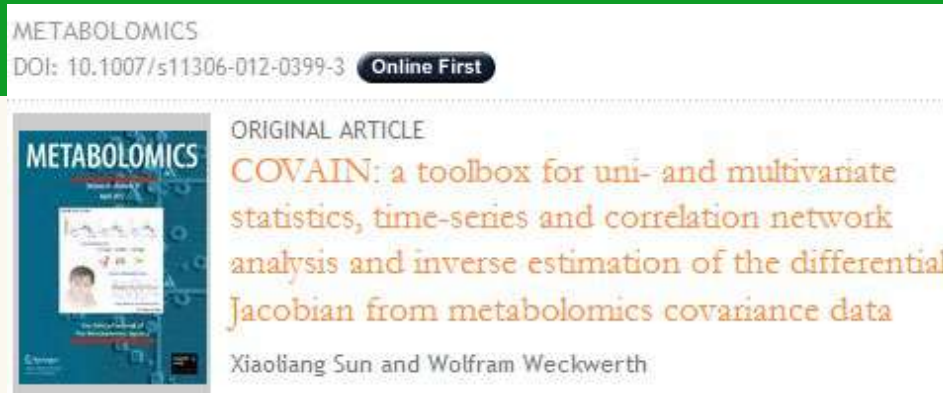 METABOLOMICS
DOI: 10.1007/s11306-012-0399-3 Online First
METABOLOMICS
ORIGINAL ARTICLE
COVAIN: a toolbox for uni- and multivariate
statistics, time-series and correlation network
analysis and inverse estimation of the differential
Jacobian from metabolomics covariance data
Xiaoliang Sun and Wolfram Weckwerth